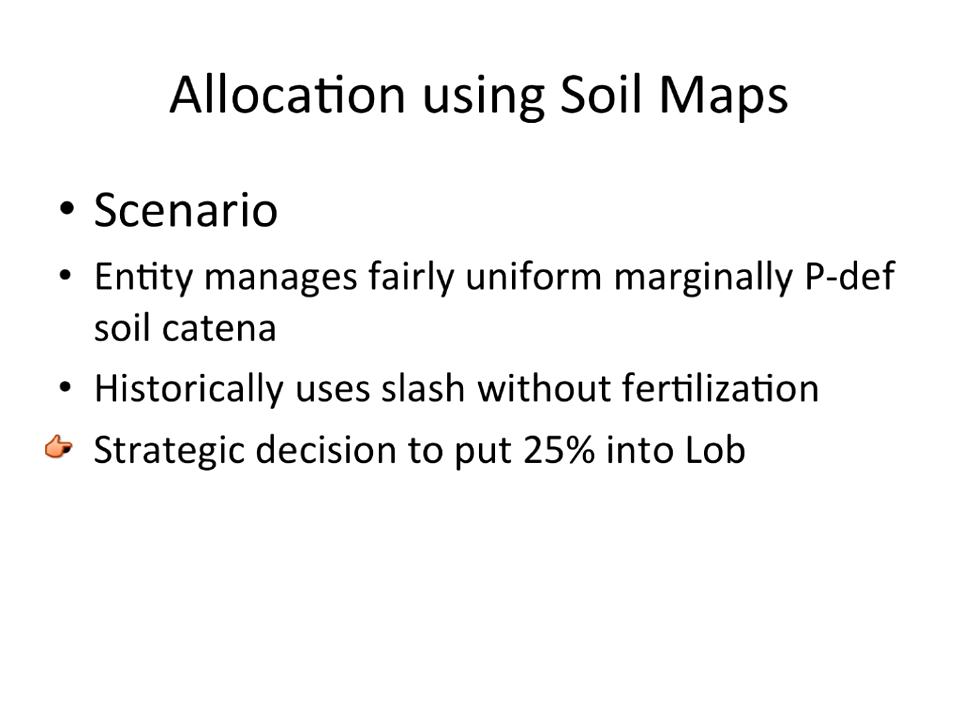 Allocation using Soil Maps
• Scenario
• Entity manages fairly uniform marginally P-def
soil catena
• Historically uses slash without fertilization
Strategic decision to put 25% into Lob